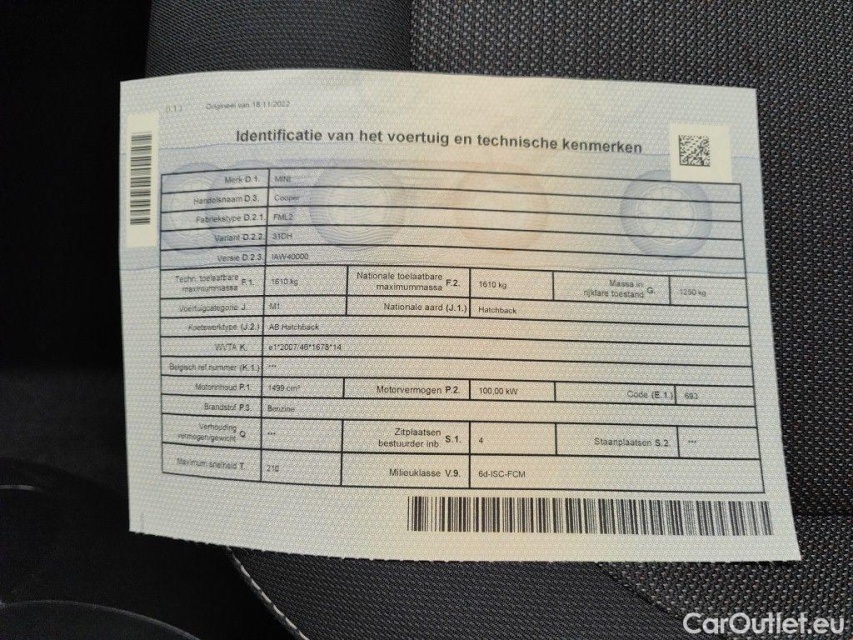 (I.1.) Origineel van 18.11.2022
Identificatie van het voertuig en technische kenmerken
Merk D.1. MINI
Handelsnaam D.3. Cooper
Fabriekstype D.2.1. FML2
Variant D.2.2. 31DH
Versie D.2.3. IAW40000
Techn. toelaatbare maximummassa F.1. 1610 kg Nationale toelaatbare maximummassa F.2. 1610 kg Massa in rijklare toestand G. 1250 kg
Voertuigcategorie J. M1 Nationale aard (J.1.) Hatchback
Koetswerktype (J.2.) AB Hatchback
WVTA K. e1*2007/46*1678*14
Belgisch ref.nummer (K.1.) ---
Motorinhoud P.1. 1499 cm³ Motorvermogen P.2. 100,00 kW Code (E.1.) 693
Brandstof P.3. Benzine
Verhouding vermogen/gewicht Q. --- Zitplaatsen bestuurder inb. S.1. 4 Staanplaatsen S.2. ---
Maximum snelheid T. 210 Milieuklasse V.9. 6d-ISC-FCM
CarOutlet.eu